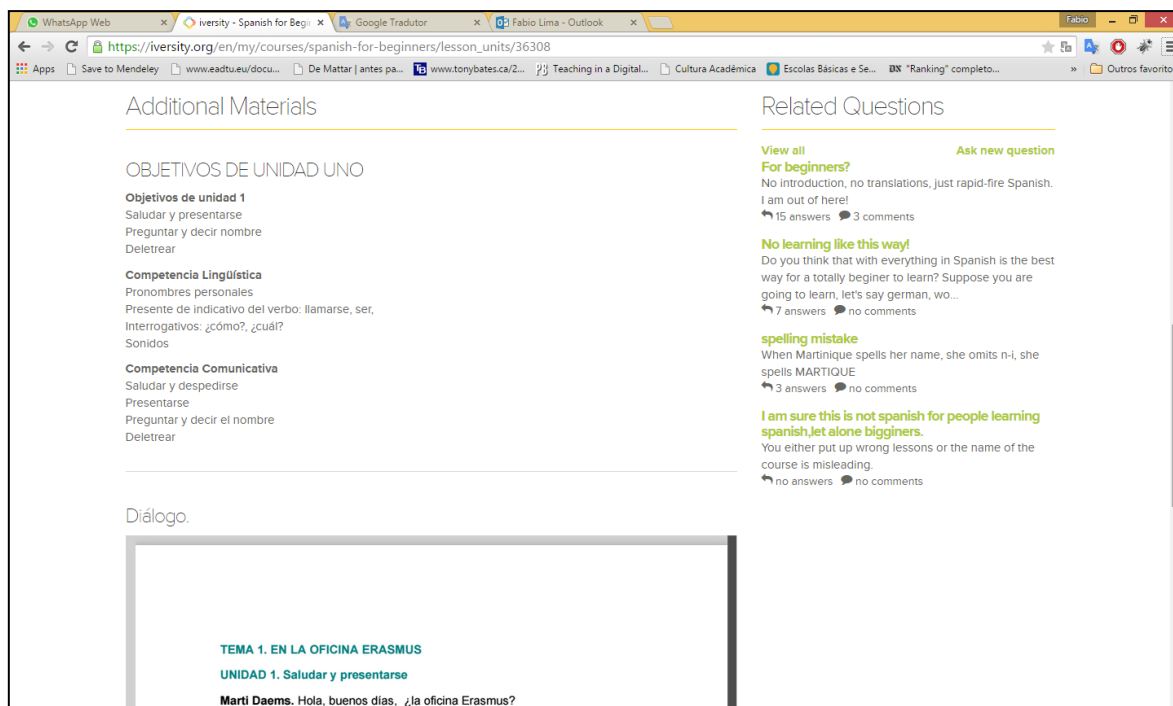 WhatsApp Web
iversity - Spanish for Begi
Google Tradutor
Fabio Lima - Outlook
Fabio
https://iversity.org/en/my/courses/spanish-for-beginners/lesson_units/36308
Apps
Save to Mendeley
www.eadtu.eu/docu...
De Mattar | antes pa...
TB www.tonybates.ca/2...
Teaching in a Digital...
Cultura Acadêmica
Escolas Básicas e Se...
DN "Ranking" completo...
»
Outros favorito
Additional Materials
OBJETIVOS DE UNIDAD UNO
Objetivos de unidad 1
Saludar y presentarse
Preguntar y decir nombre
Deletrear
Competencia Lingüística
Pronombres personales
Presente de indicativo del verbo: llamarse, ser,
Interrogativos: ¿cómo?, ¿cuál?
Sonidos
Competencia Comunicativa
Saludar y despedirse
Presentarse
Preguntar y decir el nombre
Deletrear
Diálogo.
TEMA 1. EN LA OFICINA ERASMUS
UNIDAD 1. Saludar y presentarse
Marti Daems. Hola, buenos días, ¿la oficina Erasmus?
Related Questions
View all
Ask new question
For beginners?
No introduction, no translations, just rapid-fire Spanish.
I am out of here!
15 answers 3 comments
No learning like this way!
Do you think that with everything in Spanish is the best
way for a totally beginer to learn? Suppose you are
going to learn, let's say german, wo...
7 answers no comments
spelling mistake
When Martinique spells her name, she omits n-i, she
spells MARTIQUE
3 answers no comments
I am sure this is not spanish for people learning
spanish,let alone bigginers.
You either put up wrong lessons or the name of the
course is misleading.
no answers no comments